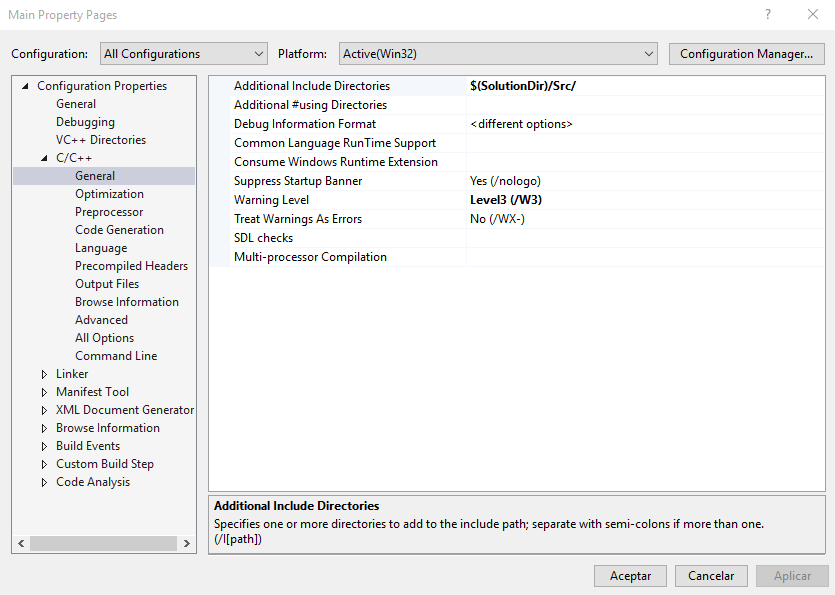 Main Property Pages
?
Configuration: All Configurations Platform: Active(Win32) Configuration Manager...
Configuration Properties
General
Debugging
VC++ Directories
C/C++
General
Optimization
Preprocessor
Code Generation
Language
Precompiled Headers
Output Files
Browse Information
Advanced
All Options
Command Line
Linker
Manifest Tool
XML Document Generator
Browse Information
Build Events
Custom Build Step
Code Analysis
Additional Include Directories $(SolutionDir)/Src/
Additional #using Directories
Debug Information Format <different options>
Common Language RunTime Support
Consume Windows Runtime Extension
Suppress Startup Banner Yes (/nologo)
Warning Level Level3 (/W3)
Treat Warnings As Errors No (/WX-)
SDL checks
Multi-processor Compilation
Additional Include Directories
Specifies one or more directories to add to the include path; separate with semi-colons if more than one.
(/I[path])
Aceptar Cancelar Aplicar